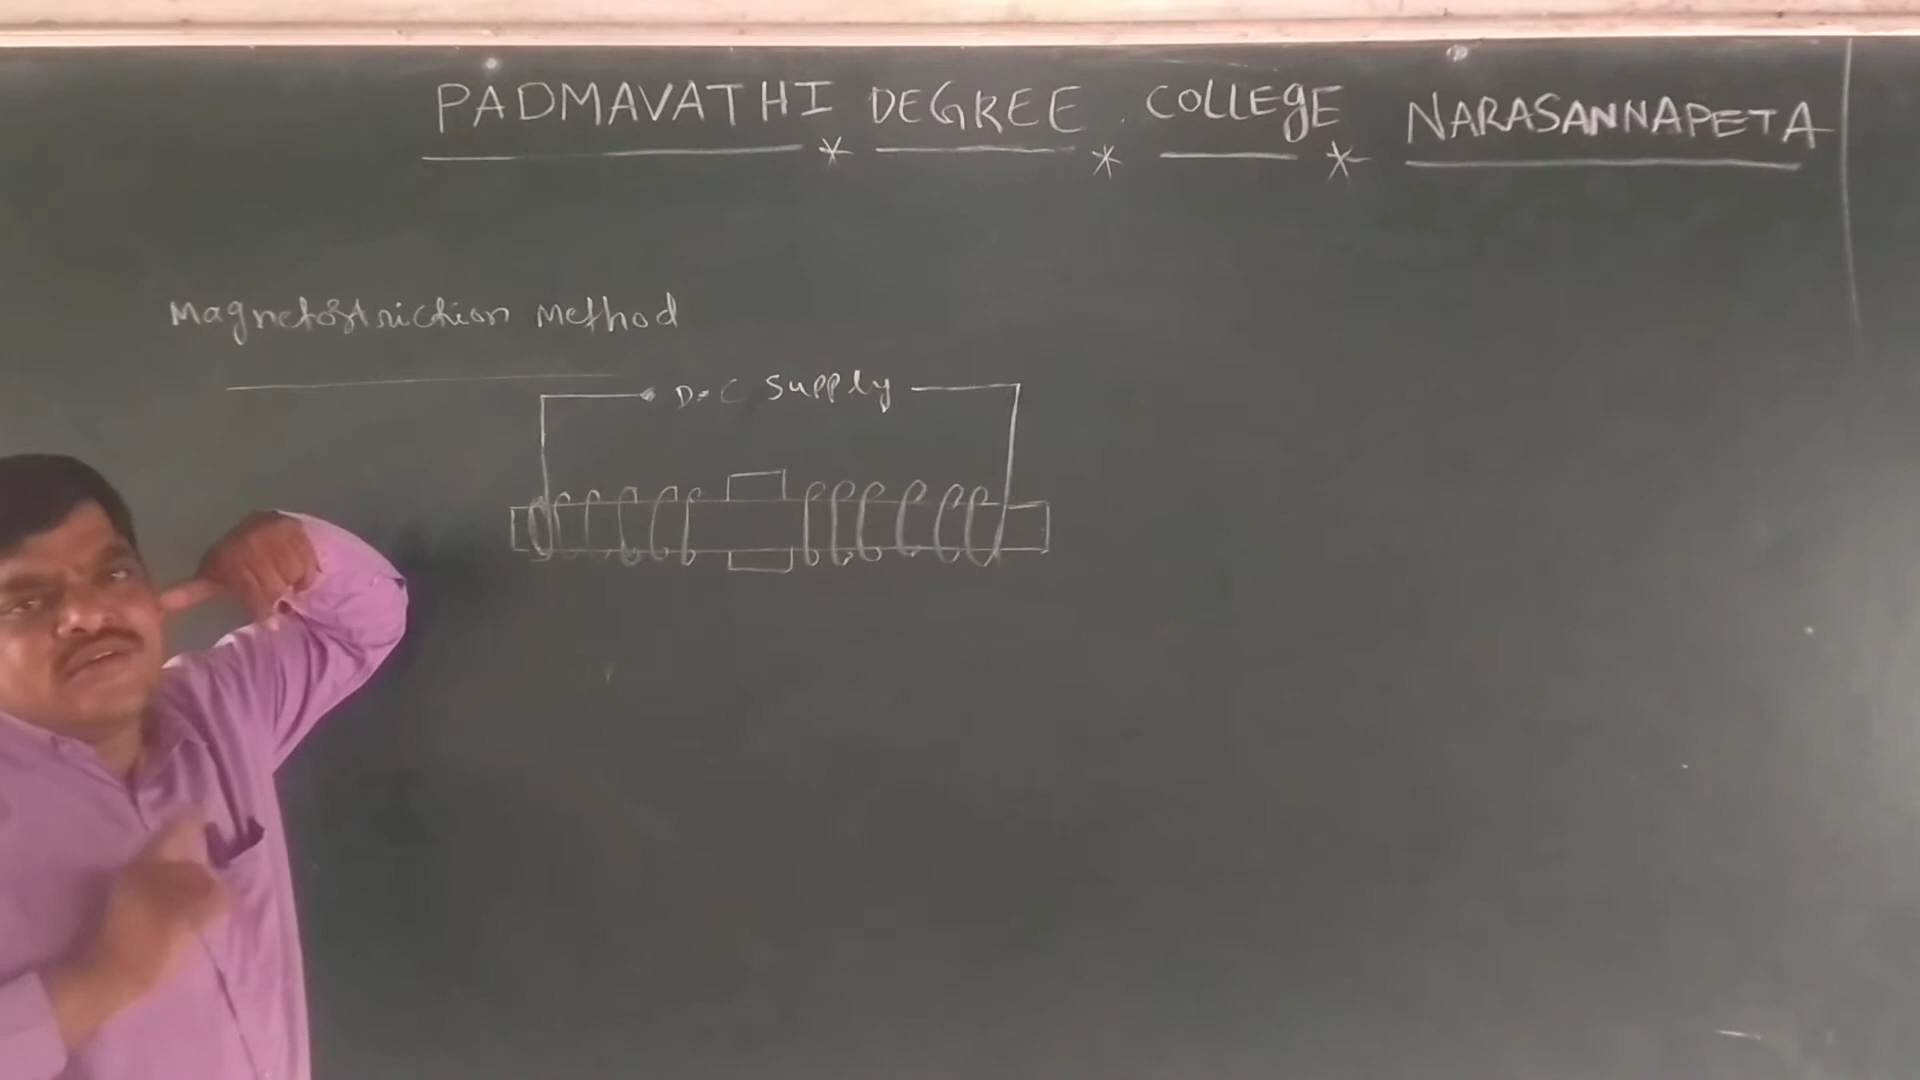 PADMAVATHI DEGREE COLLEGE NARASANNAPETA
Magnetostriction Method
D.C Supply